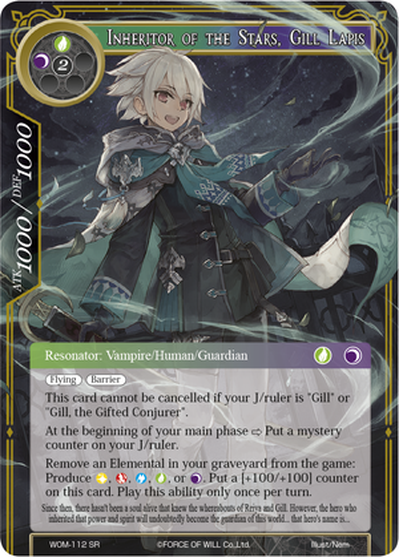 INHERITOR OF THE STARS, GILL LAPIS
2
ATK 1000 / DEF 1000
Resonator: Vampire/Human/Guardian
Flying Barrier
This card cannot be cancelled if your J/ruler is "Gill" or
"Gill, the Gifted Conjurer".
At the beginning of your main phase ⇨ Put a
mystery counter on your J/ruler.
Remove an Elemental in your graveyard from the game:
Produce , , , , or . Put a [+100/+100] counter
on this card. Play this ability only once per turn.
Since then, there hasn't been a soul alive that knew the whereabouts of Reiya and Gill. However, the hero who
inherited that power and spirit will undoubtedly become the guardian of this world... that hero's name is...
WOM-112 SR ©FORCE OF WILL Co.,Ltd. Illust/Nem